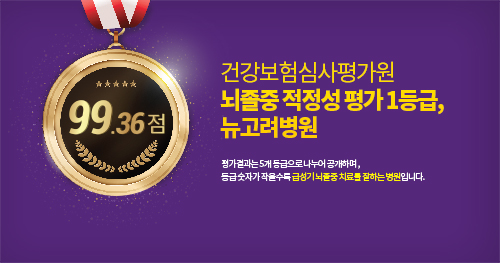 99.36점
건강보험심사평가원
뇌졸중 적정성 평가 1등급,
뉴고려병원
평가결과는 5개 등급으로 나누어 공개하며,
등급 숫자가 작을수록 급성기 뇌졸중 치료를 잘하는 병원입니다.